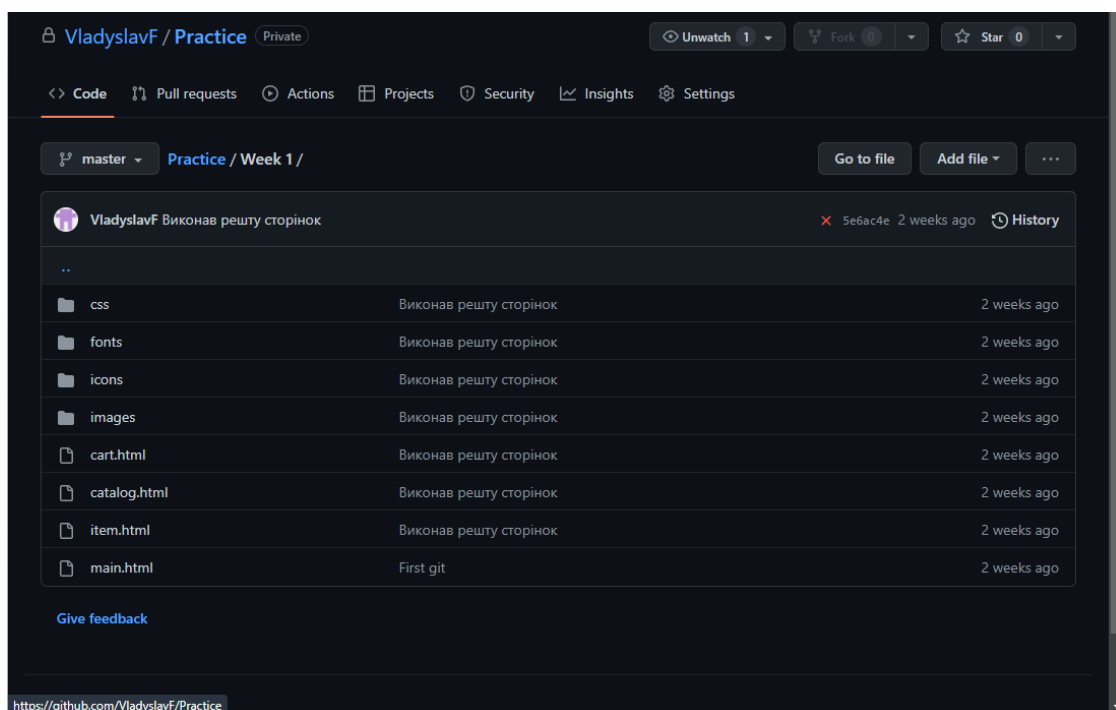 VladyslavF / Practice Private Unwatch 1 Fork 0 Star 0
Code Pull requests Actions Projects Security Insights Settings
master Practice / Week 1 / Go to file Add file ...
VladyslavF Виконав решту сторінок 5e6ac4e 2 weeks ago History
..
css Виконав решту сторінок 2 weeks ago
fonts Виконав решту сторінок 2 weeks ago
icons Виконав решту сторінок 2 weeks ago
images Виконав решту сторінок 2 weeks ago
cart.html Виконав решту сторінок 2 weeks ago
catalog.html Виконав решту сторінок 2 weeks ago
item.html Виконав решту сторінок 2 weeks ago
main.html First git 2 weeks ago
Give feedback
https://github.com/VladyslavF/Practice